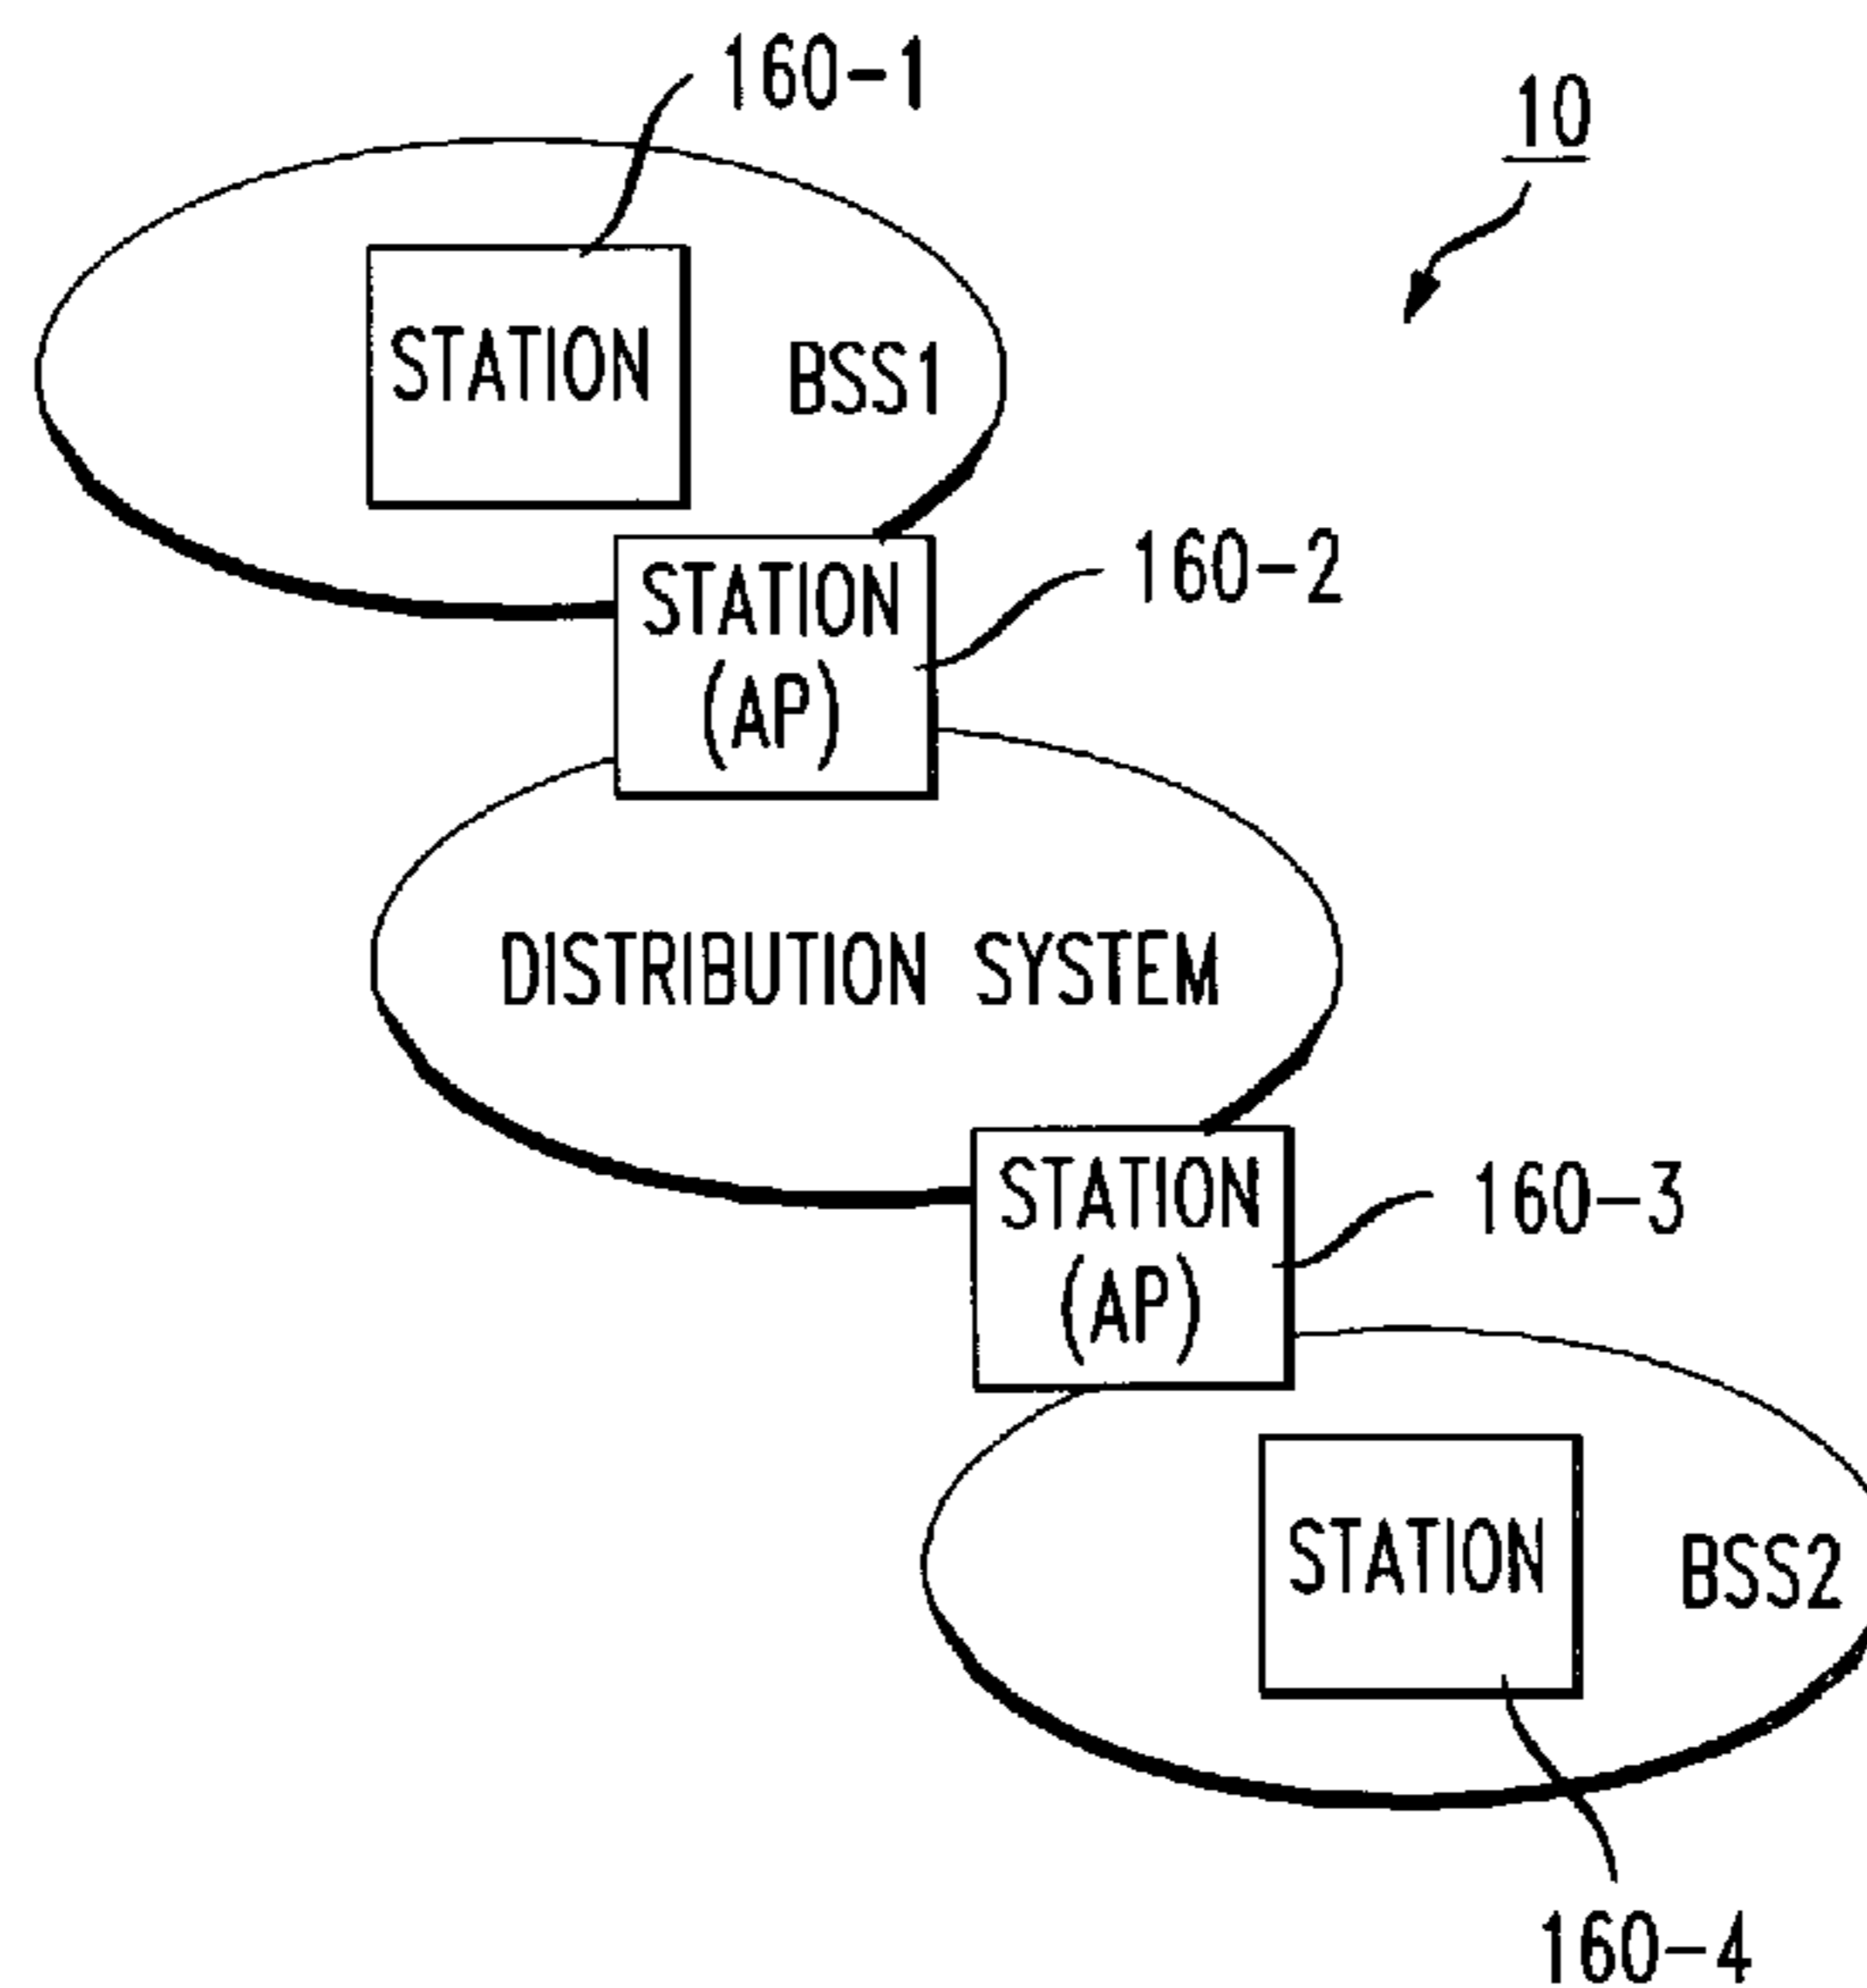 160-1
10
STATION
BSS1
STATION
(AP)
160-2
DISTRIBUTION SYSTEM
STATION
(AP)
160-3
STATION
BSS2
160-4